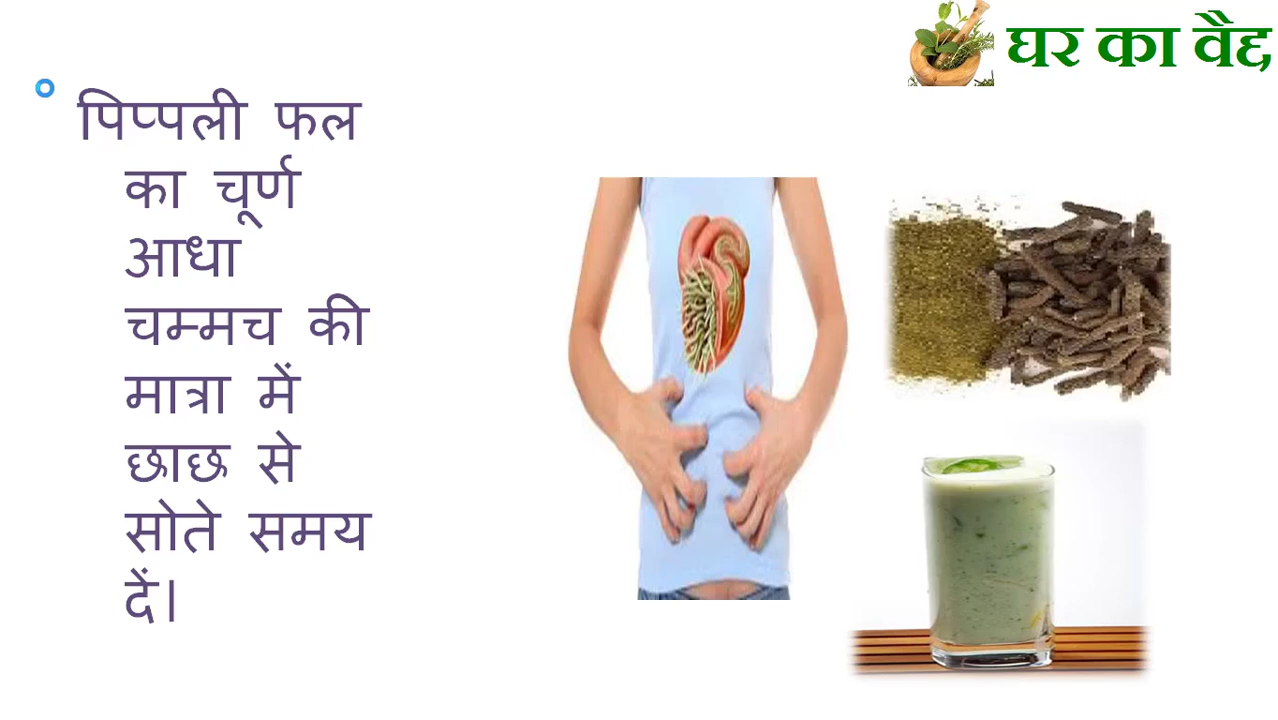 घर का वैद्द
पिप्पली फल
का चूर्ण
आधा
चम्मच की
मात्रा में
छाछ से
सोते समय
दें।